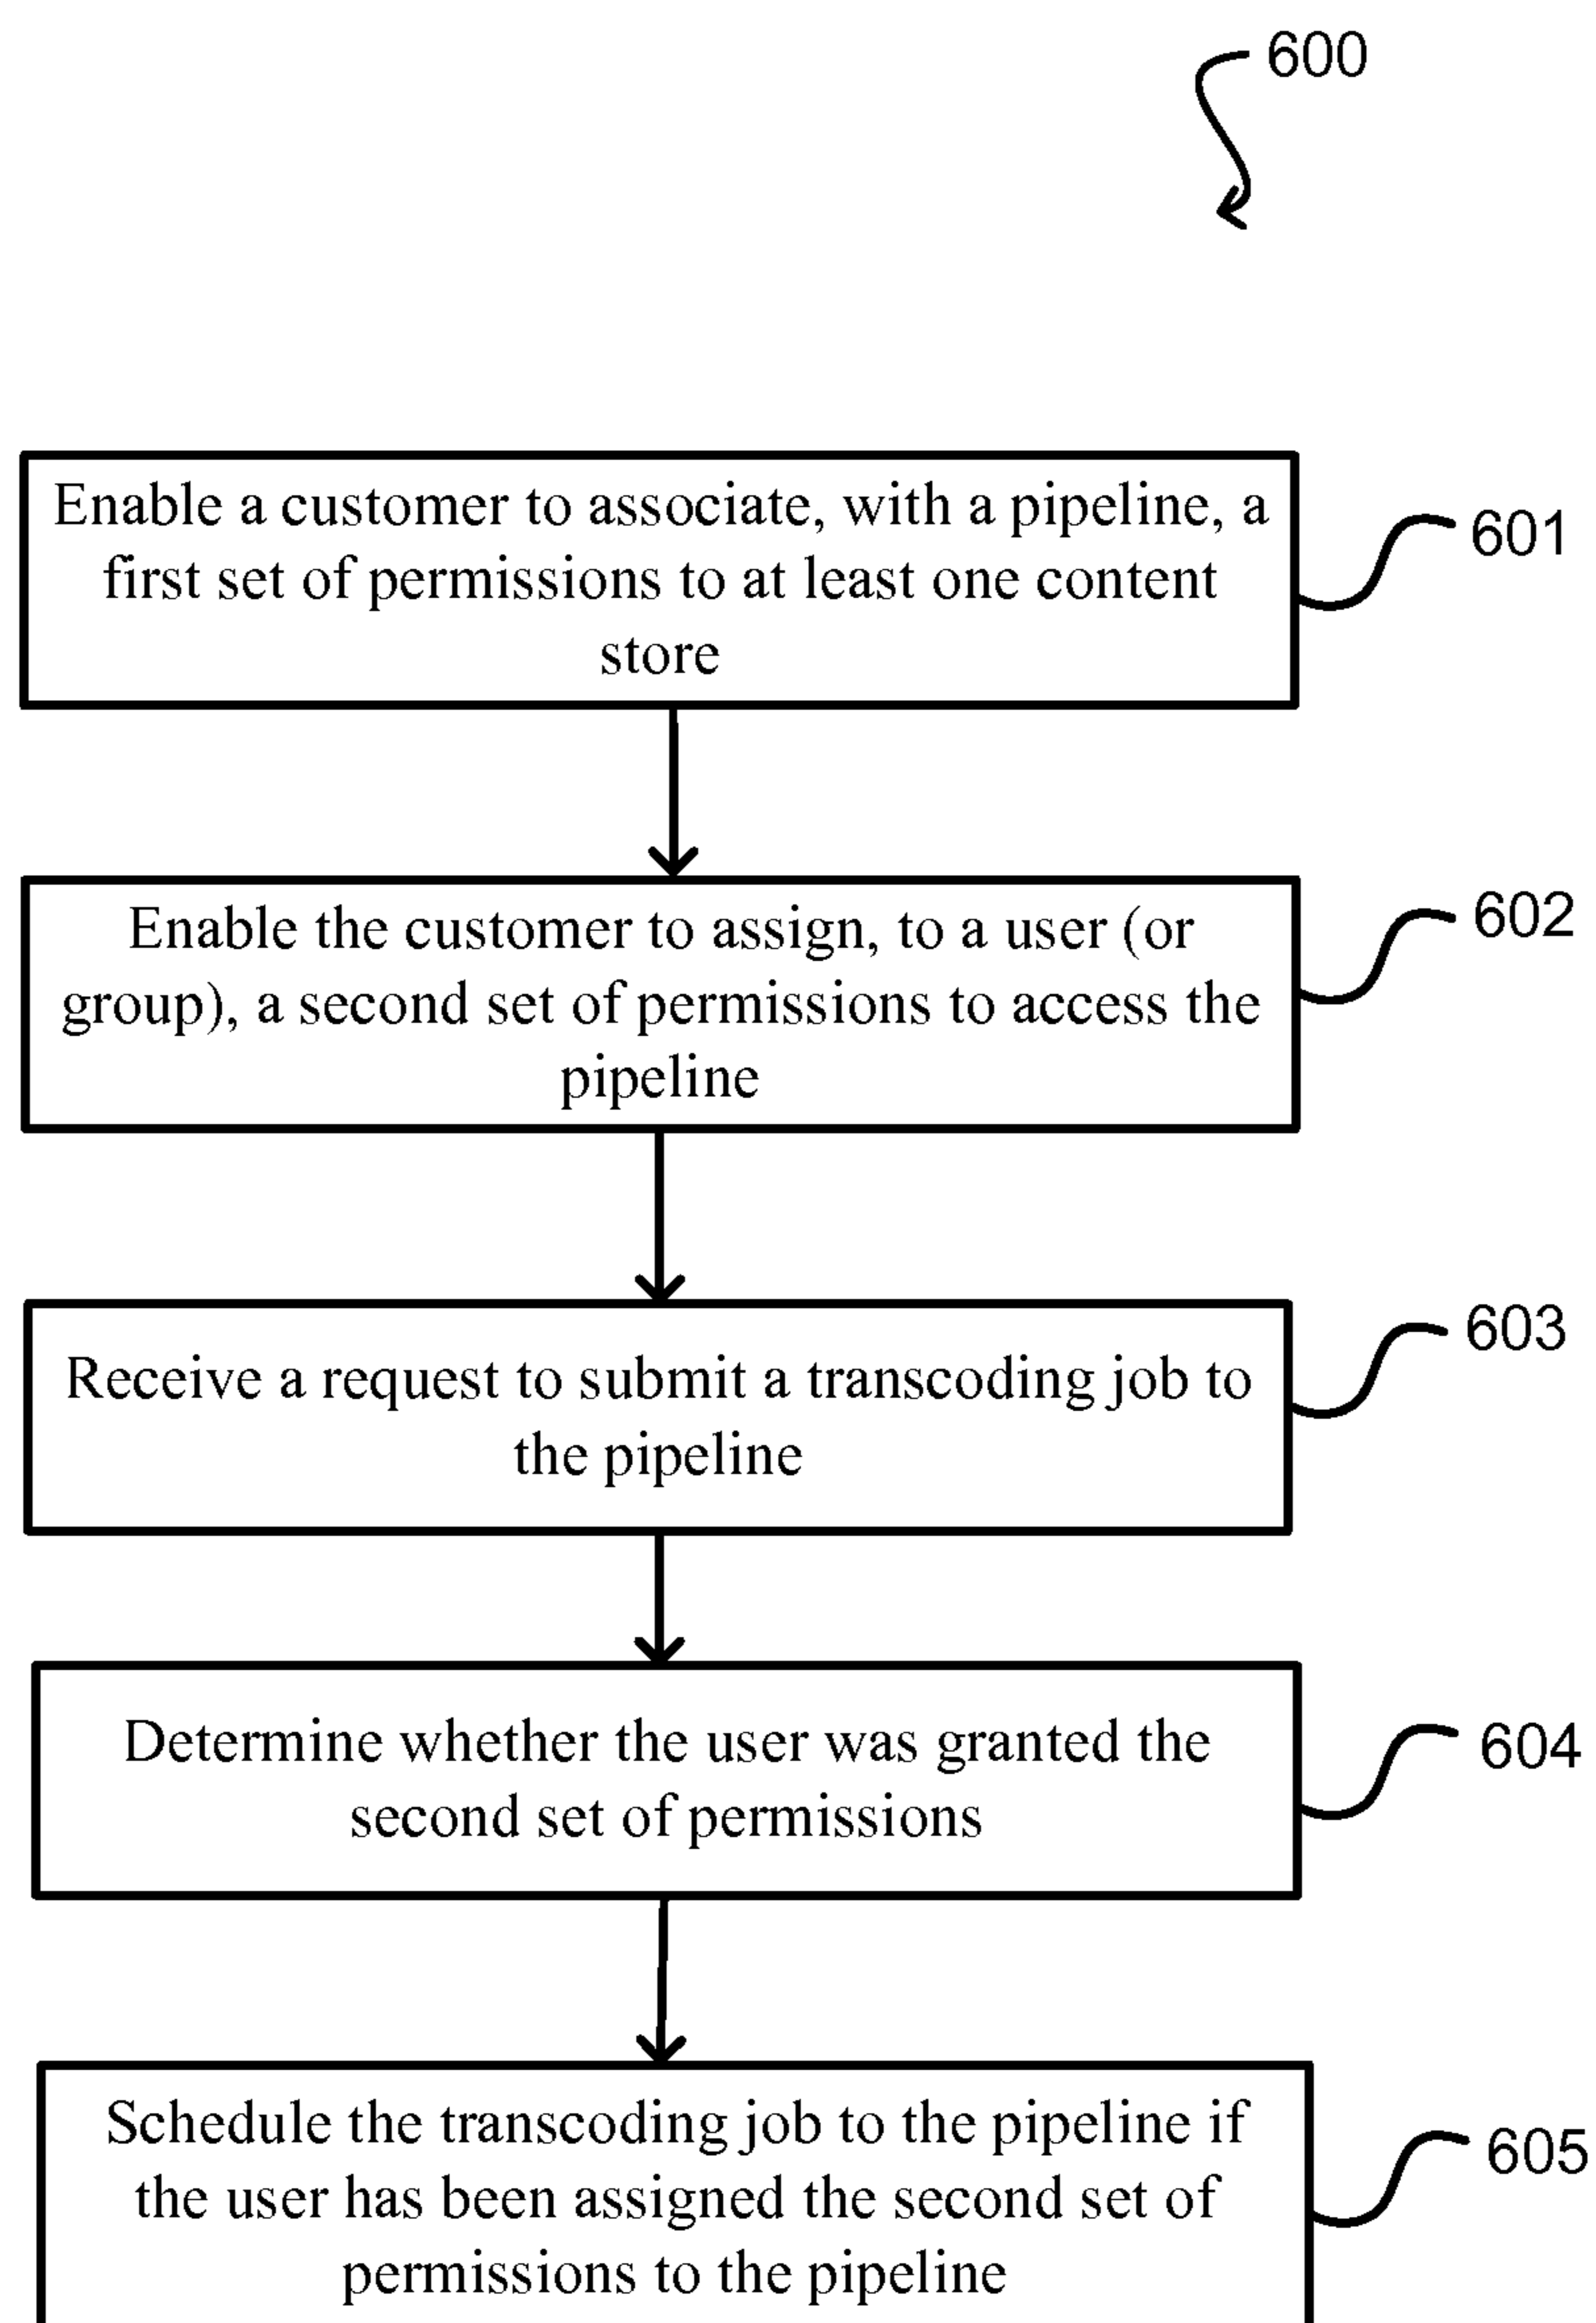 600
Enable a customer to associate, with a pipeline, a
first set of permissions to at least one content
store
601
Enable the customer to assign, to a user (or
group), a second set of permissions to access the
pipeline
602
Receive a request to submit a transcoding job to
the pipeline
603
Determine whether the user was granted the
second set of permissions
604
Schedule the transcoding job to the pipeline if
the user has been assigned the second set of
permissions to the pipeline
605